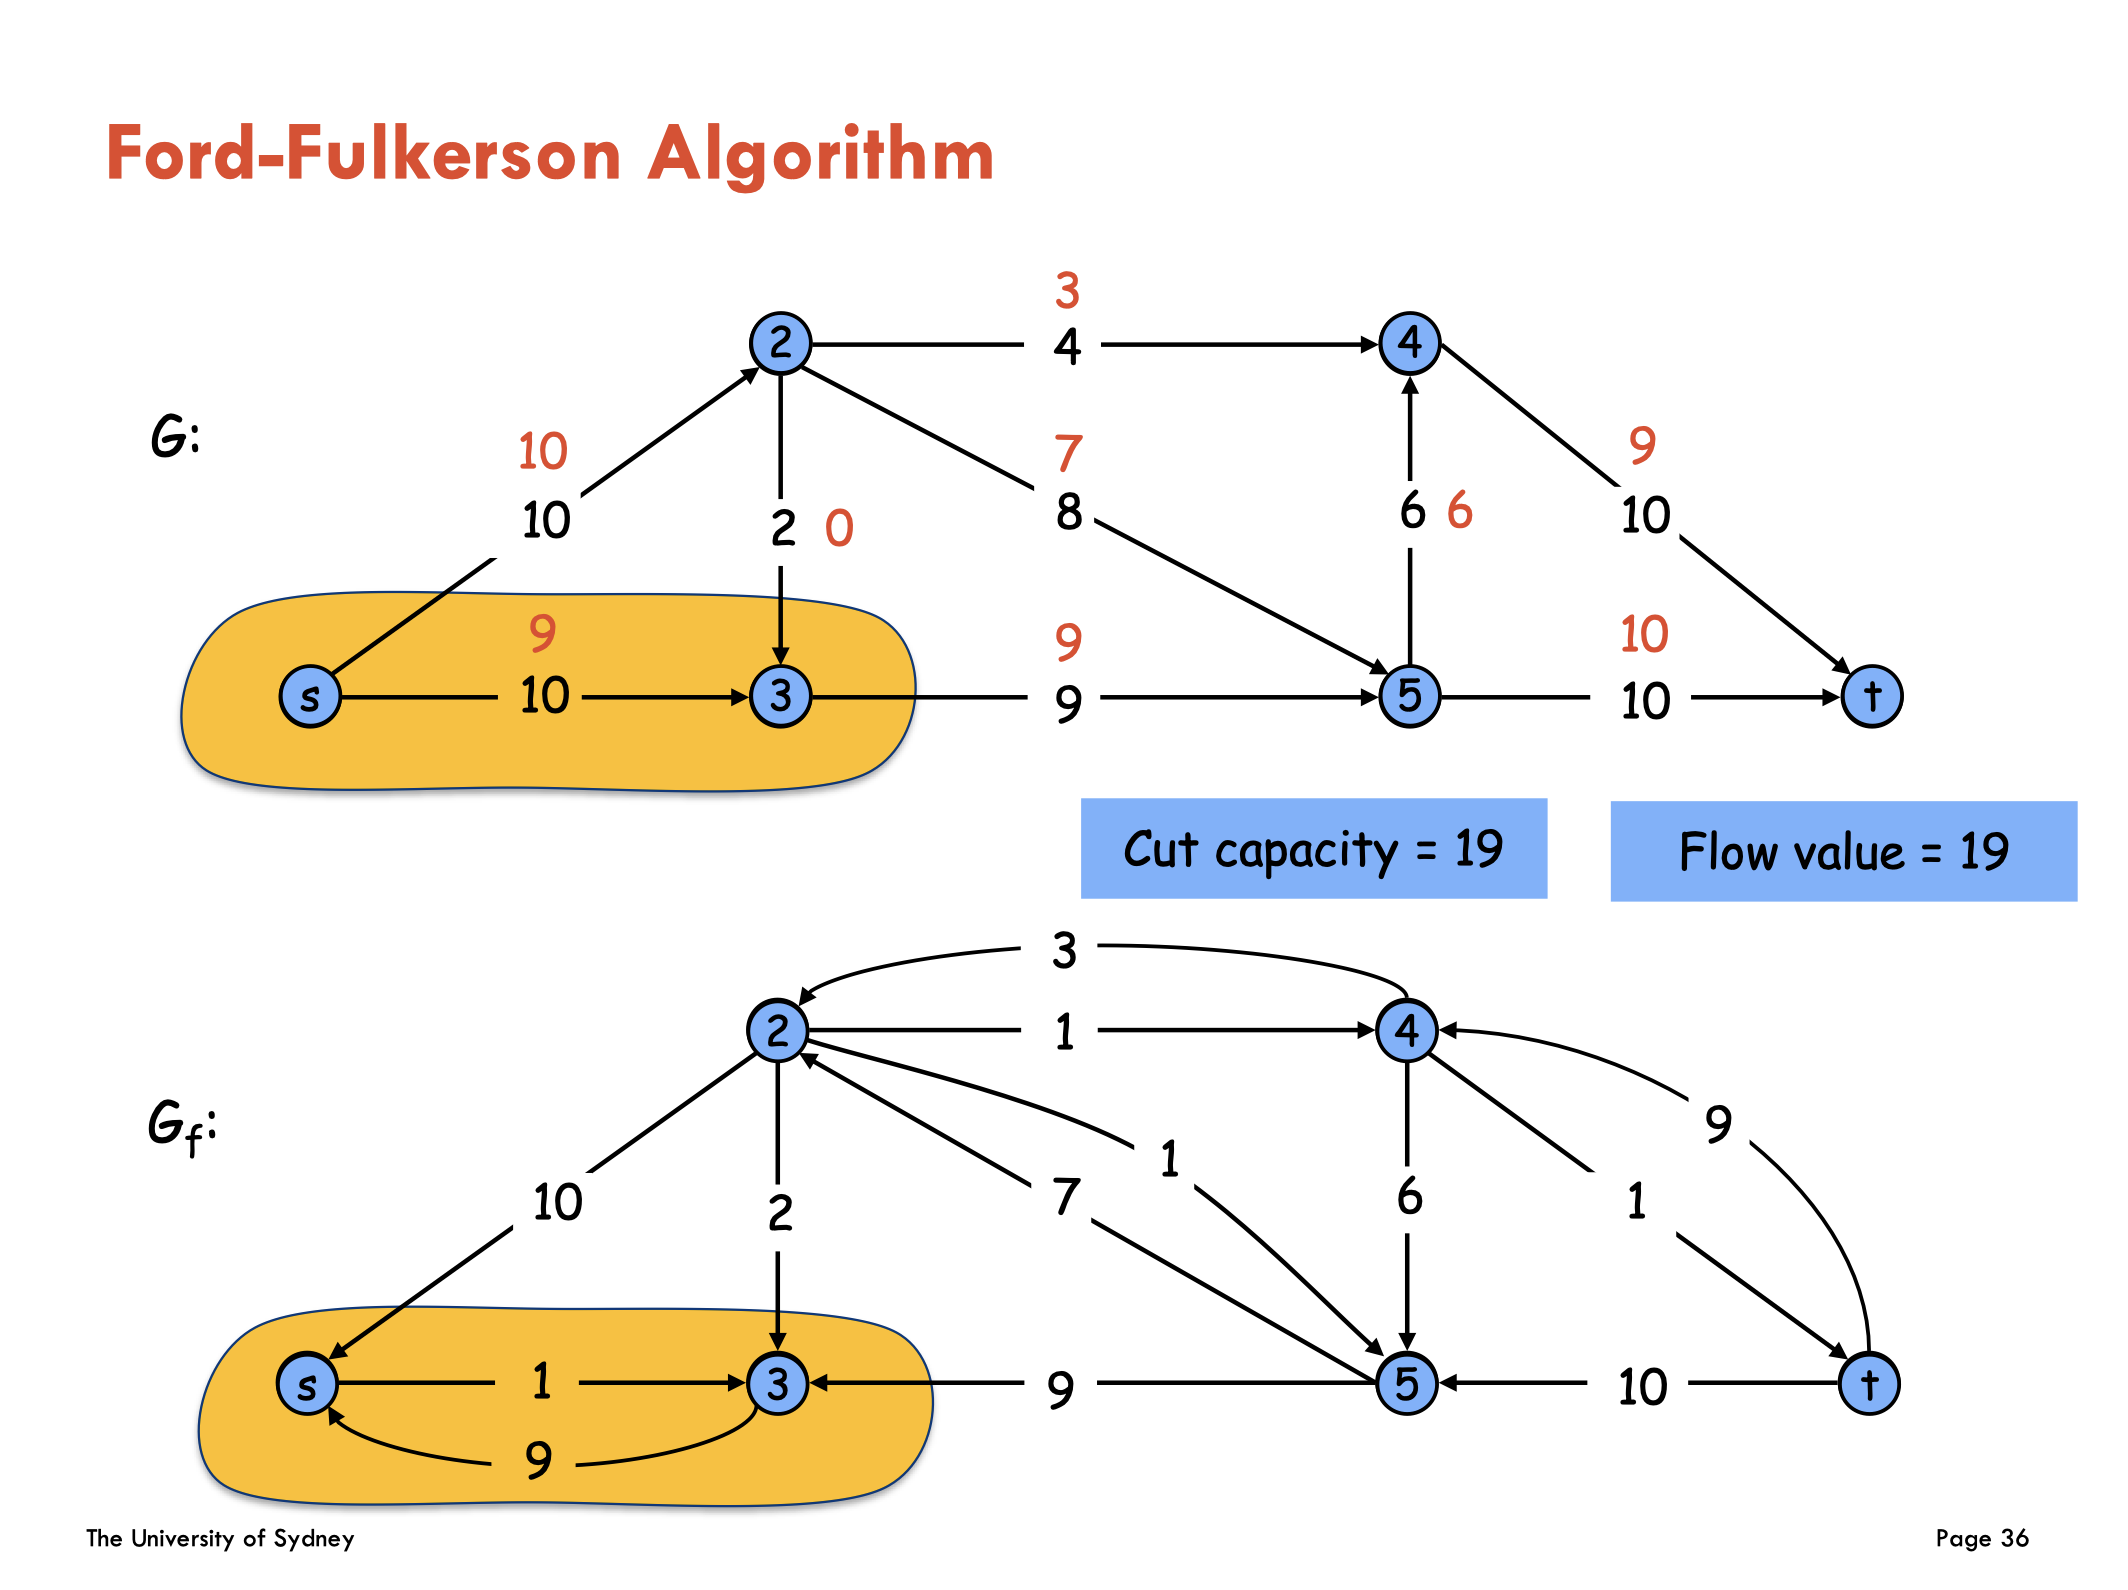 Ford-Fulkerson Algorithm
3
2 4 4
G:
10 7 9
10 2 0 8 6 6 10
9 9 10
s 10 3 9 5 10 t
Cut capacity = 19 Flow value = 19
3
2 1 4
Gf:
9
1
10 2 7 6 1
s 1 3 9 5 10 t
9
The University of Sydney Page 36